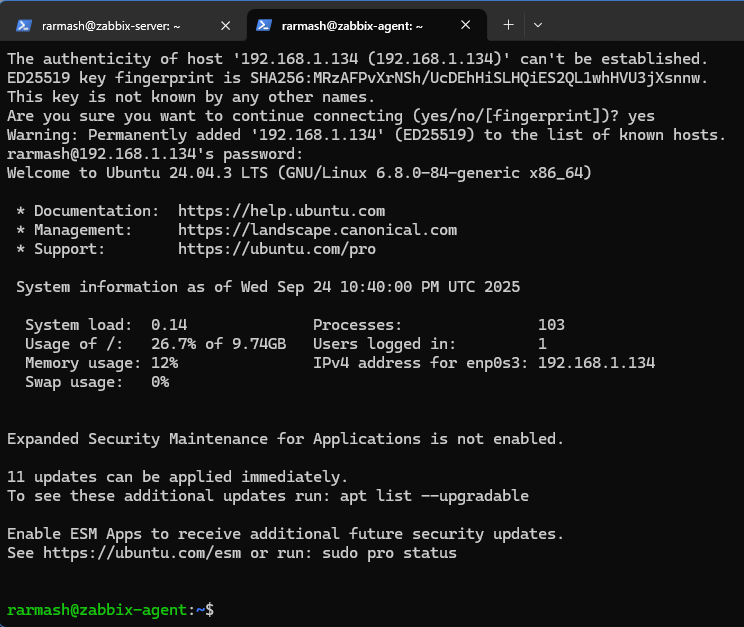 rarmash@zabbix-server: ~
rarmash@zabbix-agent: ~
The authenticity of host '192.168.1.134 (192.168.1.134)' can't be established.
ED25519 key fingerprint is SHA256:MRzAFPvXrNSh/UcDEhHiSLHQiES2QL1whHVU3jXsnnw.
This key is not known by any other names.
Are you sure you want to continue connecting (yes/no/[fingerprint])? yes
Warning: Permanently added '192.168.1.134' (ED25519) to the list of known hosts.
rarmash@192.168.1.134's password:
Welcome to Ubuntu 24.04.3 LTS (GNU/Linux 6.8.0-84-generic x86_64)
* Documentation:  https://help.ubuntu.com
* Management:     https://landscape.canonical.com
* Support:        https://ubuntu.com/pro
System information as of Wed Sep 24 10:40:00 PM UTC 2025
System load:  0.14              Processes:               103
Usage of /:   26.7% of 9.74GB   Users logged in:         1
Memory usage: 12%               IPv4 address for enp0s3: 192.168.1.134
Swap usage:   0%
Expanded Security Maintenance for Applications is not enabled.
11 updates can be applied immediately.
To see these additional updates run: apt list --upgradable
Enable ESM Apps to receive additional future security updates.
See https://ubuntu.com/esm or run: sudo pro status
rarmash@zabbix-agent:~$